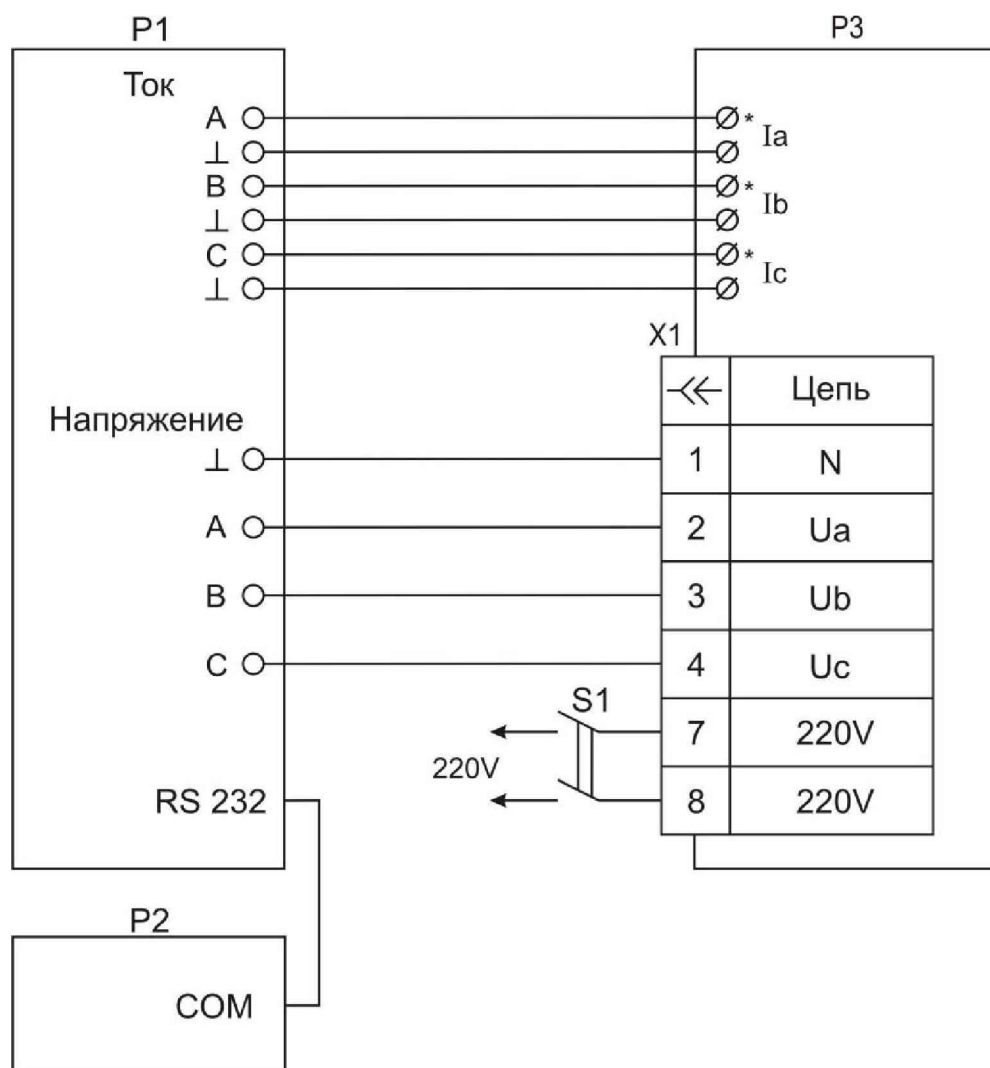 P1
P3
Ток
A
* Ia
⊥
B
* Ib
⊥
C
* Ic
⊥
X1
Цепь
Напряжение
⊥
1 N
A
2 Ua
B
3 Ub
C
4 Uc
S1
7 220V
220V
RS 232
8 220V
P2
COM